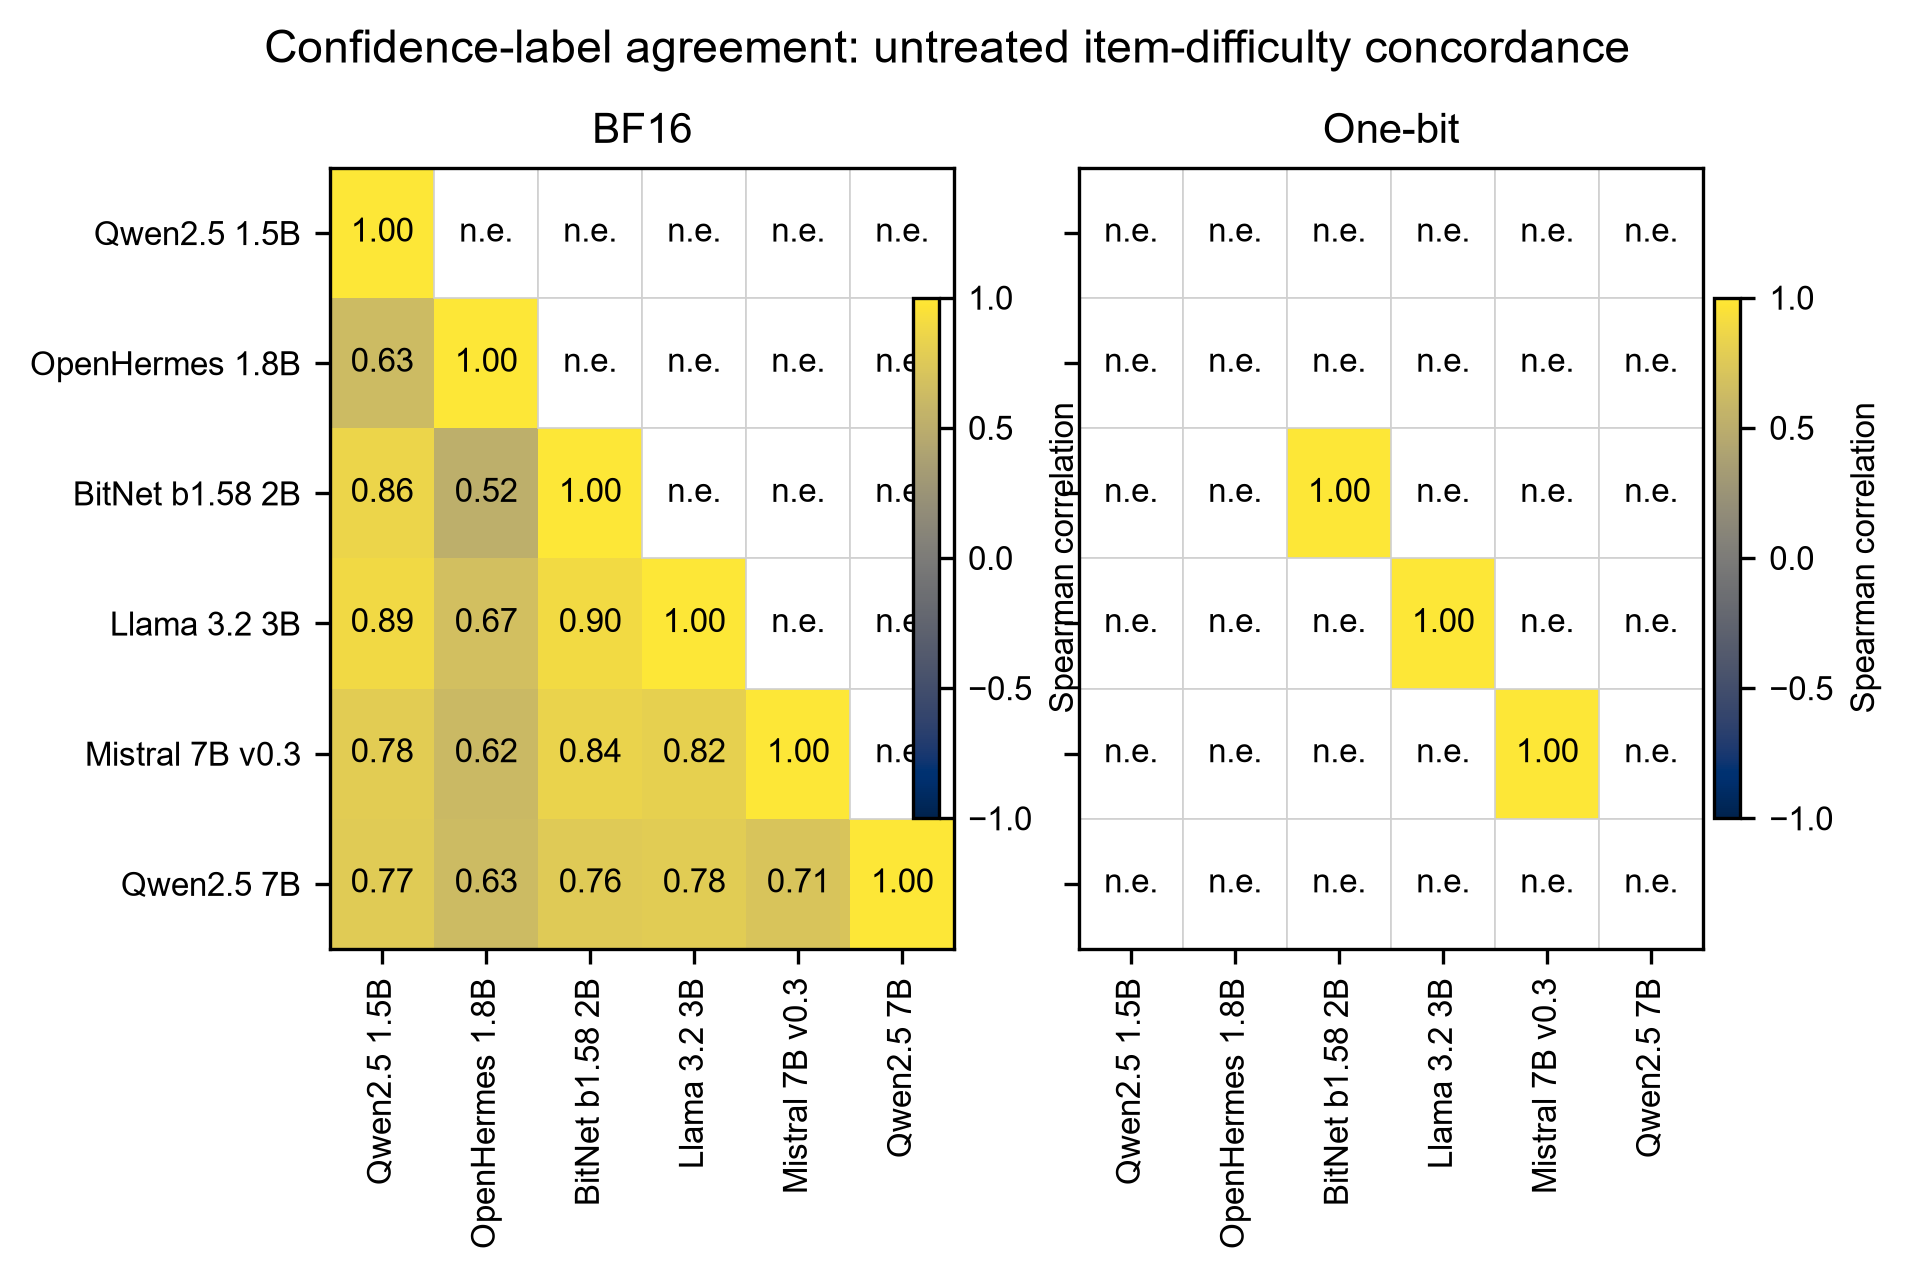 Confidence-label agreement: untreated item-difficulty concordance
BF16
One-bit
Qwen2.5 1.5B 1.00 n.e. n.e. n.e. n.e. n.e.
OpenHermes 1.8B 0.63 1.00 n.e. n.e. n.e. n.e
BitNet b1.58 2B 0.86 0.52 1.00 n.e. n.e. n.e
Llama 3.2 3B 0.89 0.67 0.90 1.00 n.e. n.e
Mistral 7B v0.3 0.78 0.62 0.84 0.82 1.00 n.e
Qwen2.5 7B 0.77 0.63 0.76 0.78 0.71 1.00
Qwen2.5 1.5B
OpenHermes 1.8B
BitNet b1.58 2B
Llama 3.2 3B
Mistral 7B v0.3
Qwen2.5 7B
1.0
0.5
0.0
−0.5
−1.0
Spearman correlation
n.e. n.e. n.e. n.e. n.e. n.e.
n.e. n.e. n.e. n.e. n.e. n.e.
n.e. n.e. 1.00 n.e. n.e. n.e.
n.e. n.e. n.e. 1.00 n.e. n.e.
n.e. n.e. n.e. n.e. 1.00 n.e.
n.e. n.e. n.e. n.e. n.e. n.e.
Qwen2.5 1.5B
OpenHermes 1.8B
BitNet b1.58 2B
Llama 3.2 3B
Mistral 7B v0.3
Qwen2.5 7B
1.0
0.5
0.0
−0.5
−1.0
Spearman correlation